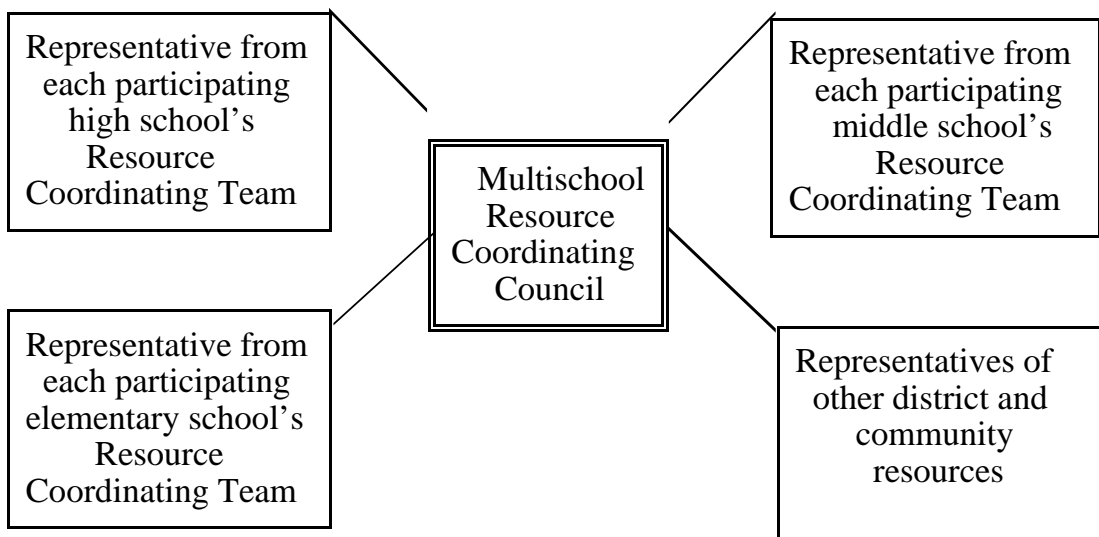 Representative from
each participating
high school’s
Resource
Coordinating Team
Representative from
each participating
middle school’s
Resource
Coordinating Team
Multischool
Resource
Coordinating
Council
Representative from
each participating
elementary school’s
Resource
Coordinating Team
Representatives of
other district and
community
resources